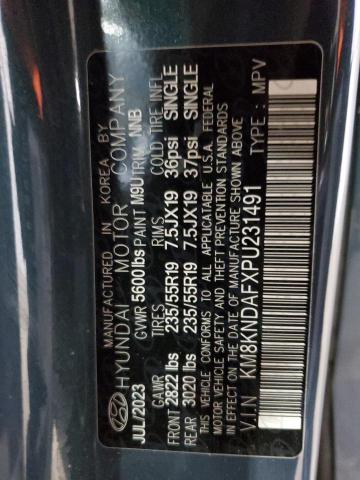 MANUFACTURED IN KOREA BY
HYUNDAI MOTOR COMPANY
JUL/2023 GVWR 5600lbs PAINT M9U TRIM NNB
GAWR TIRES RIMS COLD TIRE INFL
FRONT 2822 lbs 235/55R19 7.5JX19 36psi SINGLE
REAR 3020 lbs 235/55R19 7.5JX19 37psi SINGLE
THIS VEHICLE CONFORMS TO ALL APPLICABLE U.S.A. FEDERAL
MOTOR VEHICLE SAFETY AND THEFT PREVENTION STANDARDS
IN EFFECT ON THE DATE OF MANUFACTURE SHOWN ABOVE
V.I.N KM8KNDAFXPU231491 TYPE : MPV